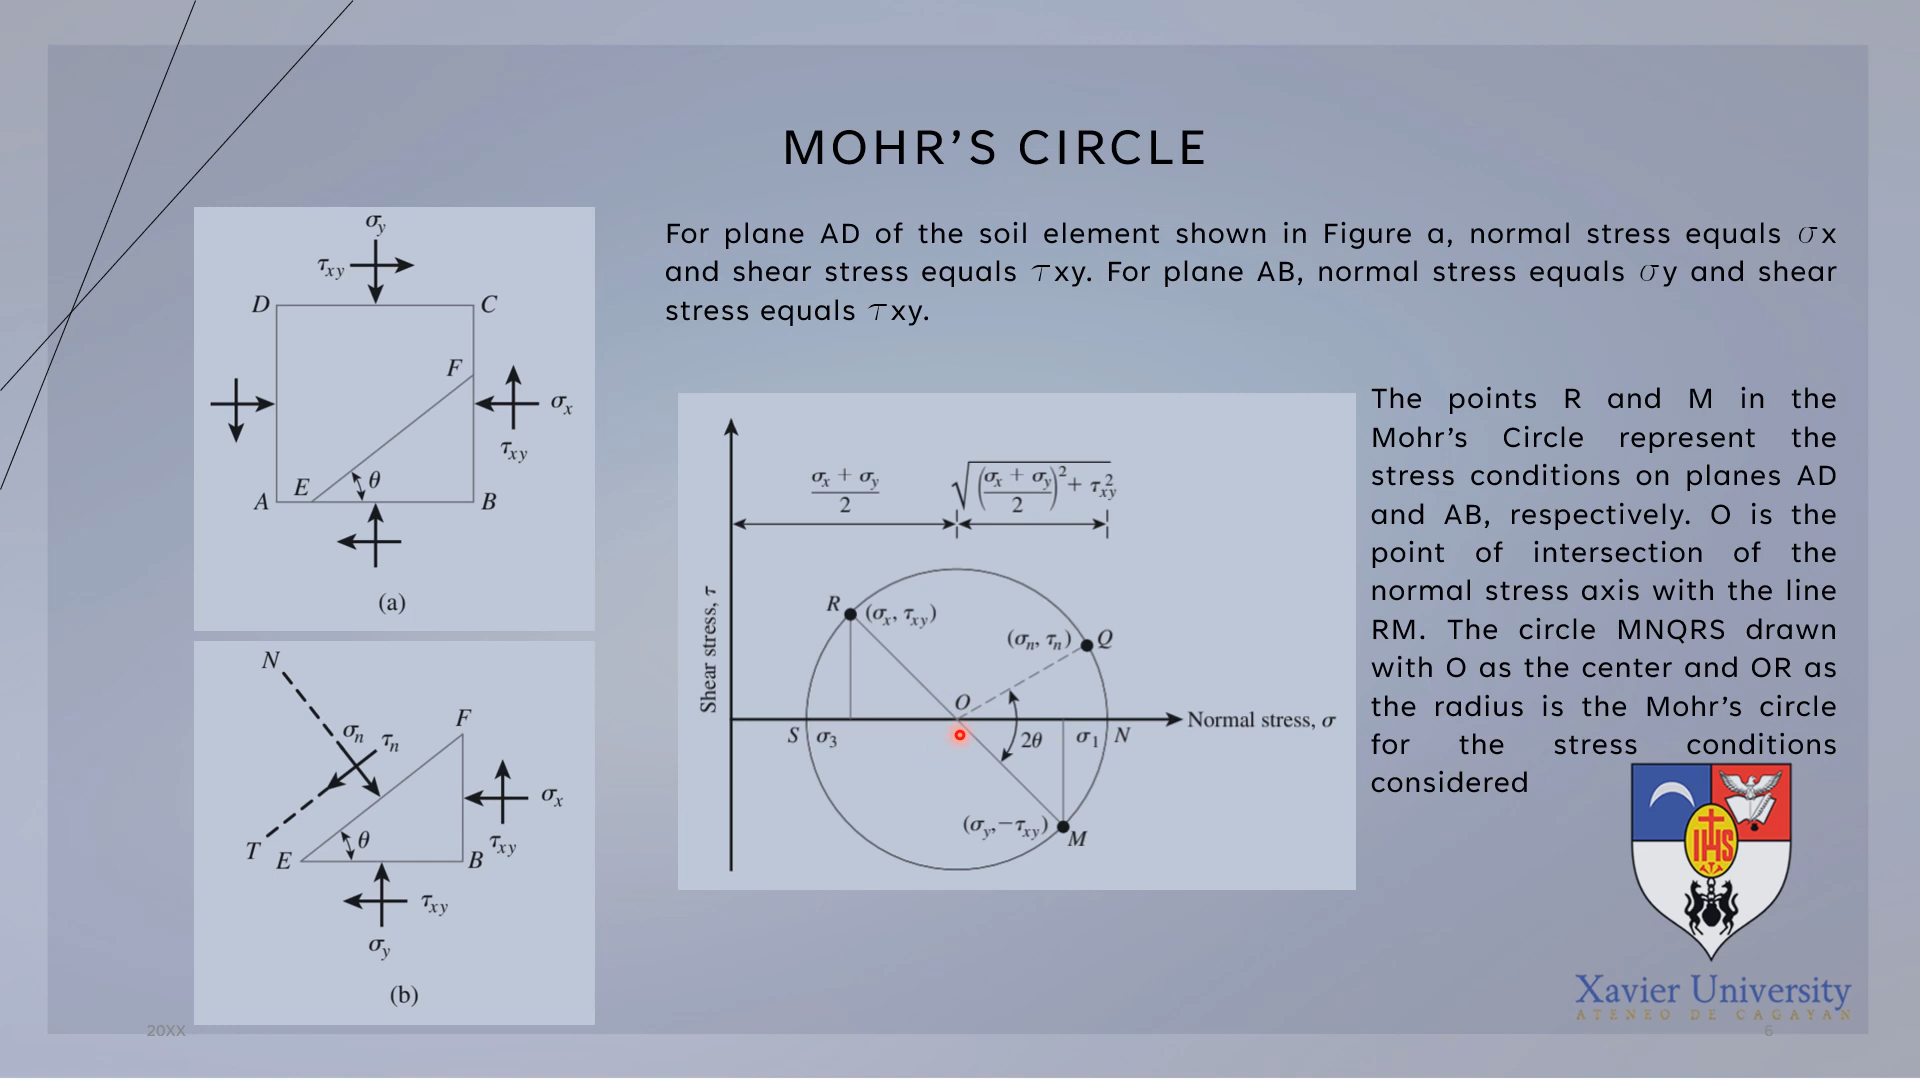 MOHR’S CIRCLE
For plane AD of the soil element shown in Figure a, normal stress equals 𝜎x
and shear stress equals 𝜏xy. For plane AB, normal stress equals 𝜎y and shear
stress equals 𝜏xy.
σy
τxy
D
C
F
σx
τxy
E
θ
A
B
(a)
N
F
σn
τn
σx
θ
T
E
B
τxy
τxy
σy
(b)
(σx + σy)/2
√(((σx + σy)/2)² + τxy²)
Shear stress, τ
R
(σx, τxy)
(σn, τn)
Q
O
Normal stress, σ
S
σ3
2θ
σ1
N
(σy,−τxy)
M
The points R and M in the
Mohr’s Circle represent the
stress conditions on planes AD
and AB, respectively. O is the
point of intersection of the
normal stress axis with the line
RM. The circle MNQRS drawn
with O as the center and OR as
the radius is the Mohr’s circle
for the stress conditions
considered
IHS
Xavier University
ATENEO DE CAGAYAN
20XX
6